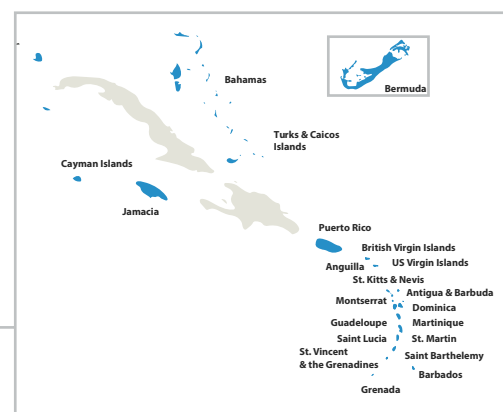 Bahamas
Bermuda
Turks & Caicos
Islands
Cayman Islands
Jamacia
Puerto Rico
British Virgin Islands
Anguilla
US Virgin Islands
St. Kitts & Nevis
Antigua & Barbuda
Montserrat
Dominica
Guadeloupe
Martinique
Saint Lucia
St. Martin
St. Vincent
& the Grenadines
Saint Barthelemy
Barbados
Grenada